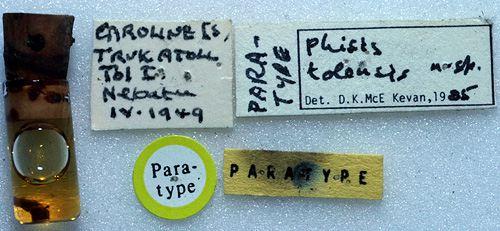 CAROLINE Is,
TRUK ATOLL
Tol I.
Nebatu
IV.1949
PARA-
TYPE
Phisis
tolensis n.sp.
Det. D.K.McE Kevan, 1985
Para-
type
PARATYPE